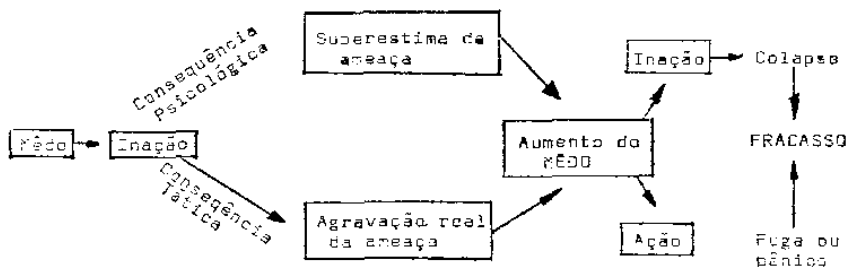 Mêdo
Inação
Consequência
Psicológica
Conseqência
Tática
Superestima da
ameaça
Agravação real
da ameaça
Aumento do
MÊDO
Inação
Ação
Colapso
FRACASSO
Fuga ou
pânico